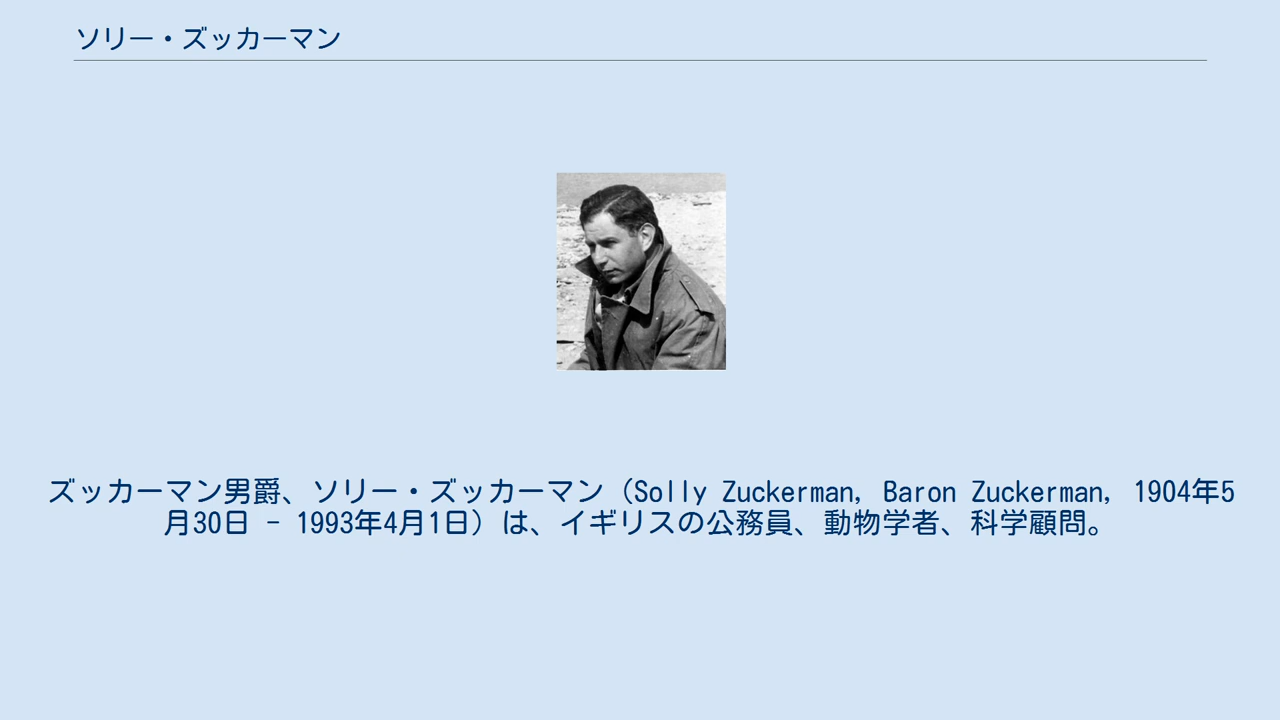 ソリー・ズッカーマン
ズッカーマン男爵、ソリー・ズッカーマン（Solly Zuckerman, Baron Zuckerman, 1904年5
月30日 - 1993年4月1日）は、イギリスの公務員、動物学者、科学顧問。